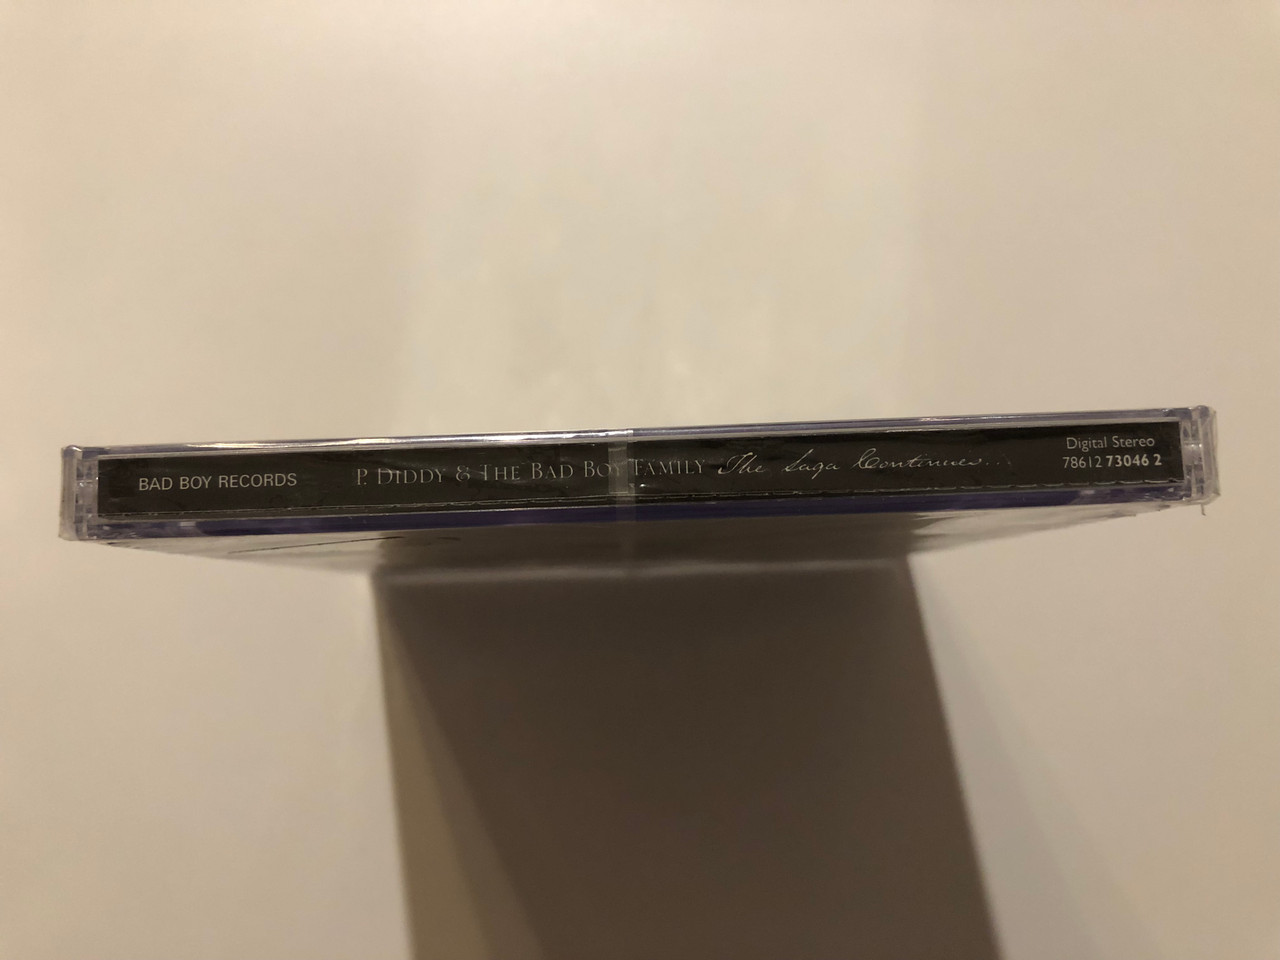 BAD BOY RECORDS
P. DIDDY & THE BAD BOY FAMILY The Saga Continues...
Digital Stereo
78612 73046 2